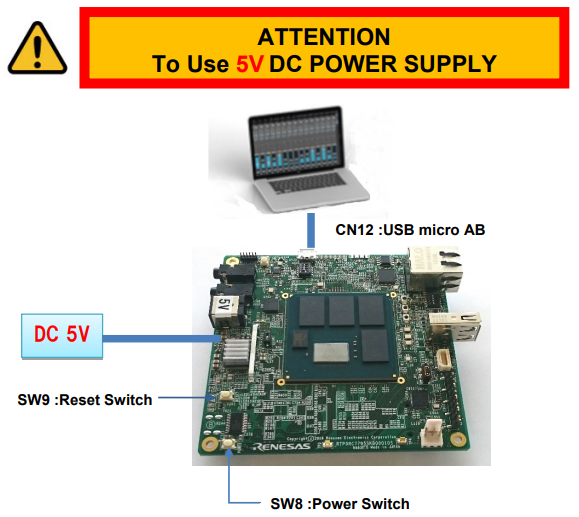 ATTENTION
To Use 5V DC POWER SUPPLY
CN12 :USB micro AB
5V
DC 5V
SW9 :Reset Switch
RENESAS
SW8 :Power Switch